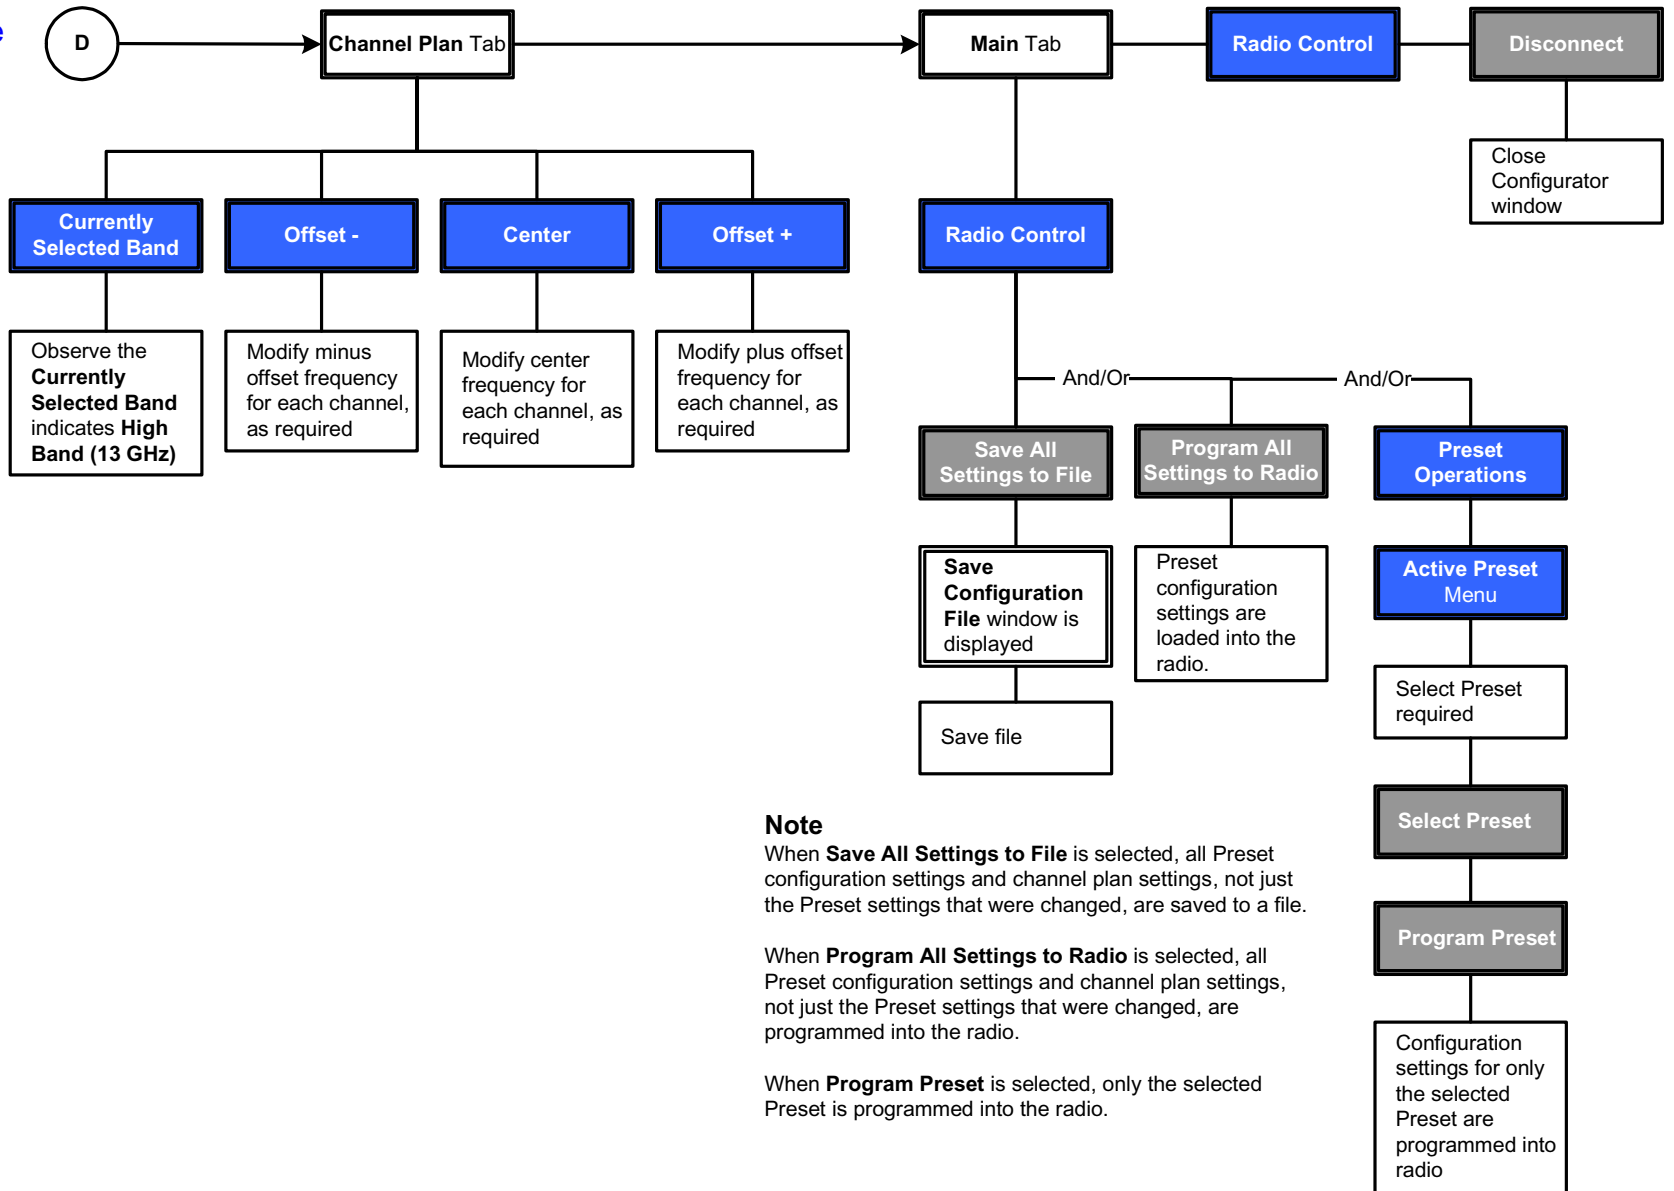 D
Channel Plan Tab
Main Tab
Radio Control
Disconnect
Close
Configurator
window
Currently
Selected Band
Offset -
Center
Offset +
Radio Control
Observe the
Currently
Selected Band
indicates High
Band (13 GHz)
Modify minus
offset frequency
for each channel,
as required
Modify center
frequency for
each channel, as
required
Modify plus offset
frequency for
each channel, as
required
And/Or
And/Or
Save All
Settings to File
Program All
Settings to Radio
Preset
Operations
Save
Configuration
File window is
displayed
Preset
configuration
settings are
loaded into the
radio.
Active Preset
Menu
Select Preset
required
Save file
Select Preset
Program Preset
Configuration
settings for only
the selected
Preset are
programmed into
radio
Note
When Save All Settings to File is selected, all Preset
configuration settings and channel plan settings, not just
the Preset settings that were changed, are saved to a file.
When Program All Settings to Radio is selected, all
Preset configuration settings and channel plan settings,
not just the Preset settings that were changed, are
programmed into the radio.
When Program Preset is selected, only the selected
Preset is programmed into the radio.